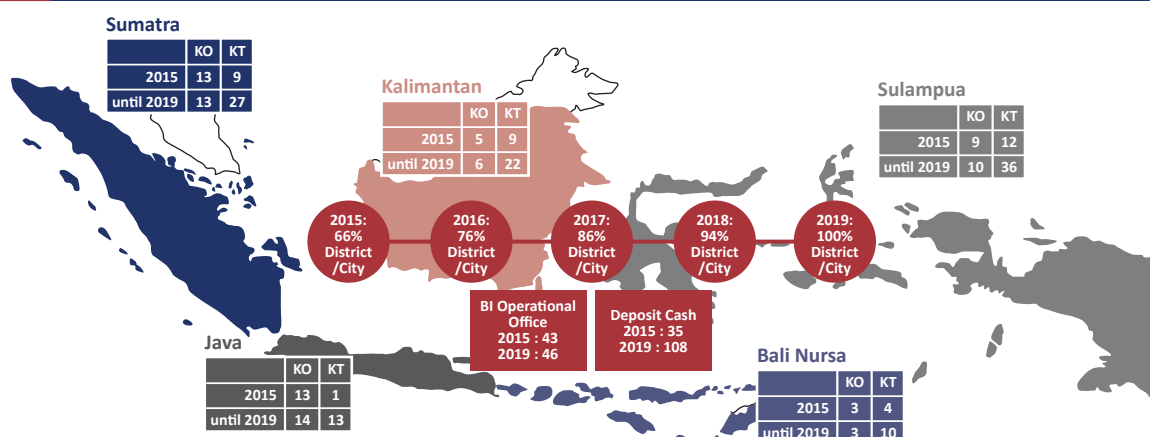 Sumatra
KO KT
2015 13 9
until 2019 13 27
Kalimantan
KO KT
2015 5 9
until 2019 6 22
Sulampua
KO KT
2015 9 12
until 2019 10 36
2015:
66%
District
/City
2016:
76%
District
/City
2017:
86%
District
/City
2018:
94%
District
/City
2019:
100%
District
/City
BI Operational
Office
2015 : 43
2019 : 46
Deposit Cash
2015 : 35
2019 : 108
Java
KO KT
2015 13 1
until 2019 14 13
Bali Nursa
KO KT
2015 3 4
until 2019 3 10